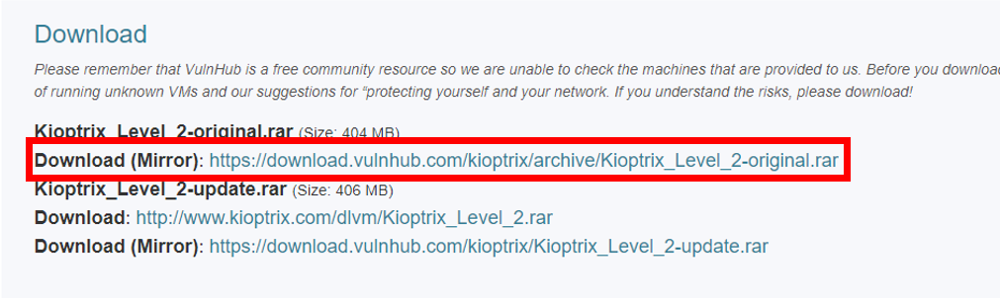 Download
Please remember that VulnHub is a free community resource so we are unable to check the machines that are provided to us. Before you download
of running unknown VMs and our suggestions for “protecting yourself and your network. If you understand the risks, please download!
Kioptrix_Level_2-original.rar (Size: 404 MB)
Download (Mirror): https://download.vulnhub.com/kioptrix/archive/Kioptrix_Level_2-original.rar
Kioptrix_Level_2-update.rar (Size: 406 MB)
Download: http://www.kioptrix.com/dlvm/Kioptrix_Level_2.rar
Download (Mirror): https://download.vulnhub.com/kioptrix/Kioptrix_Level_2-update.rar